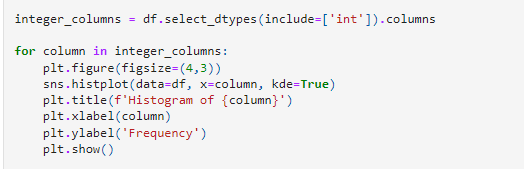 integer_columns = df.select_dtypes(include=['int']).columns
for column in integer_columns:
    plt.figure(figsize=(4,3))
    sns.histplot(data=df, x=column, kde=True)
    plt.title(f'Histogram of {column}')
    plt.xlabel(column)
    plt.ylabel('Frequency')
    plt.show()